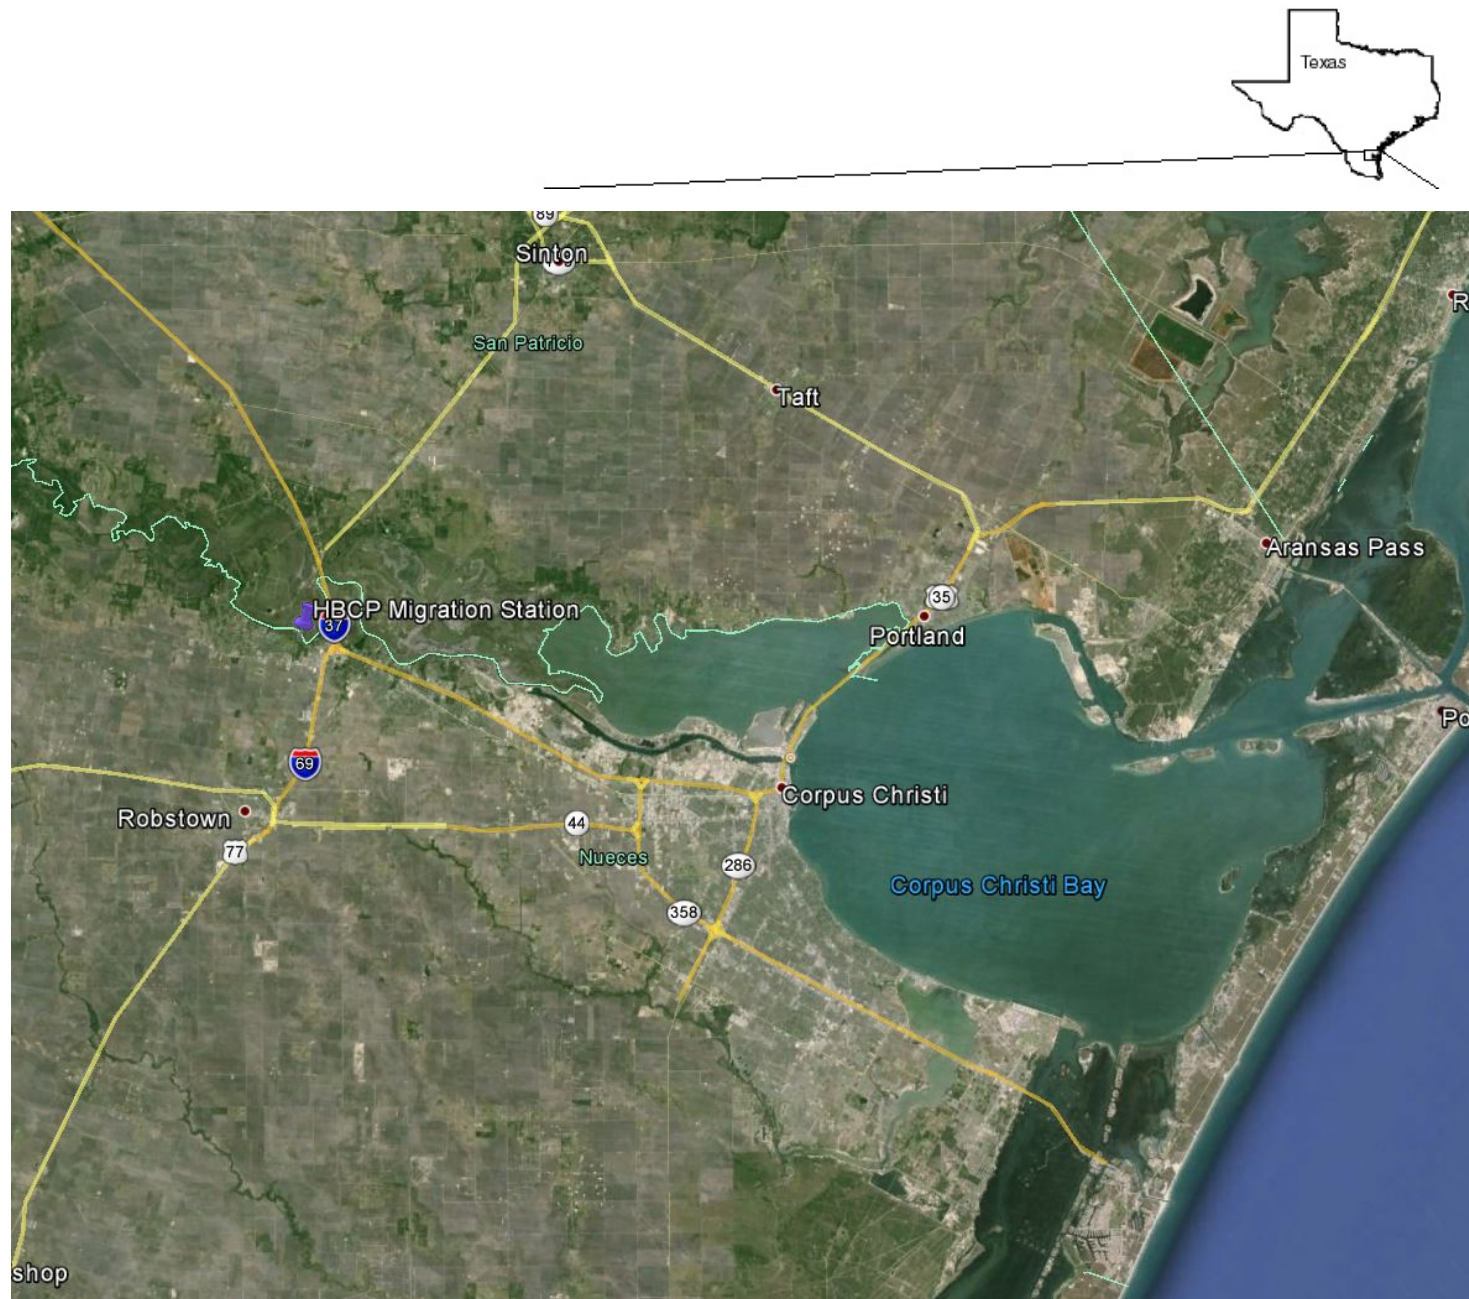 Texas
89
Sinton
R
San Patricio
Taft
Aransas Pass
35
HBCP Migration Station
37
Portland
Po
69
Corpus Christi
Robstown
44
77
Nueces
286
Corpus Christi Bay
358
shop